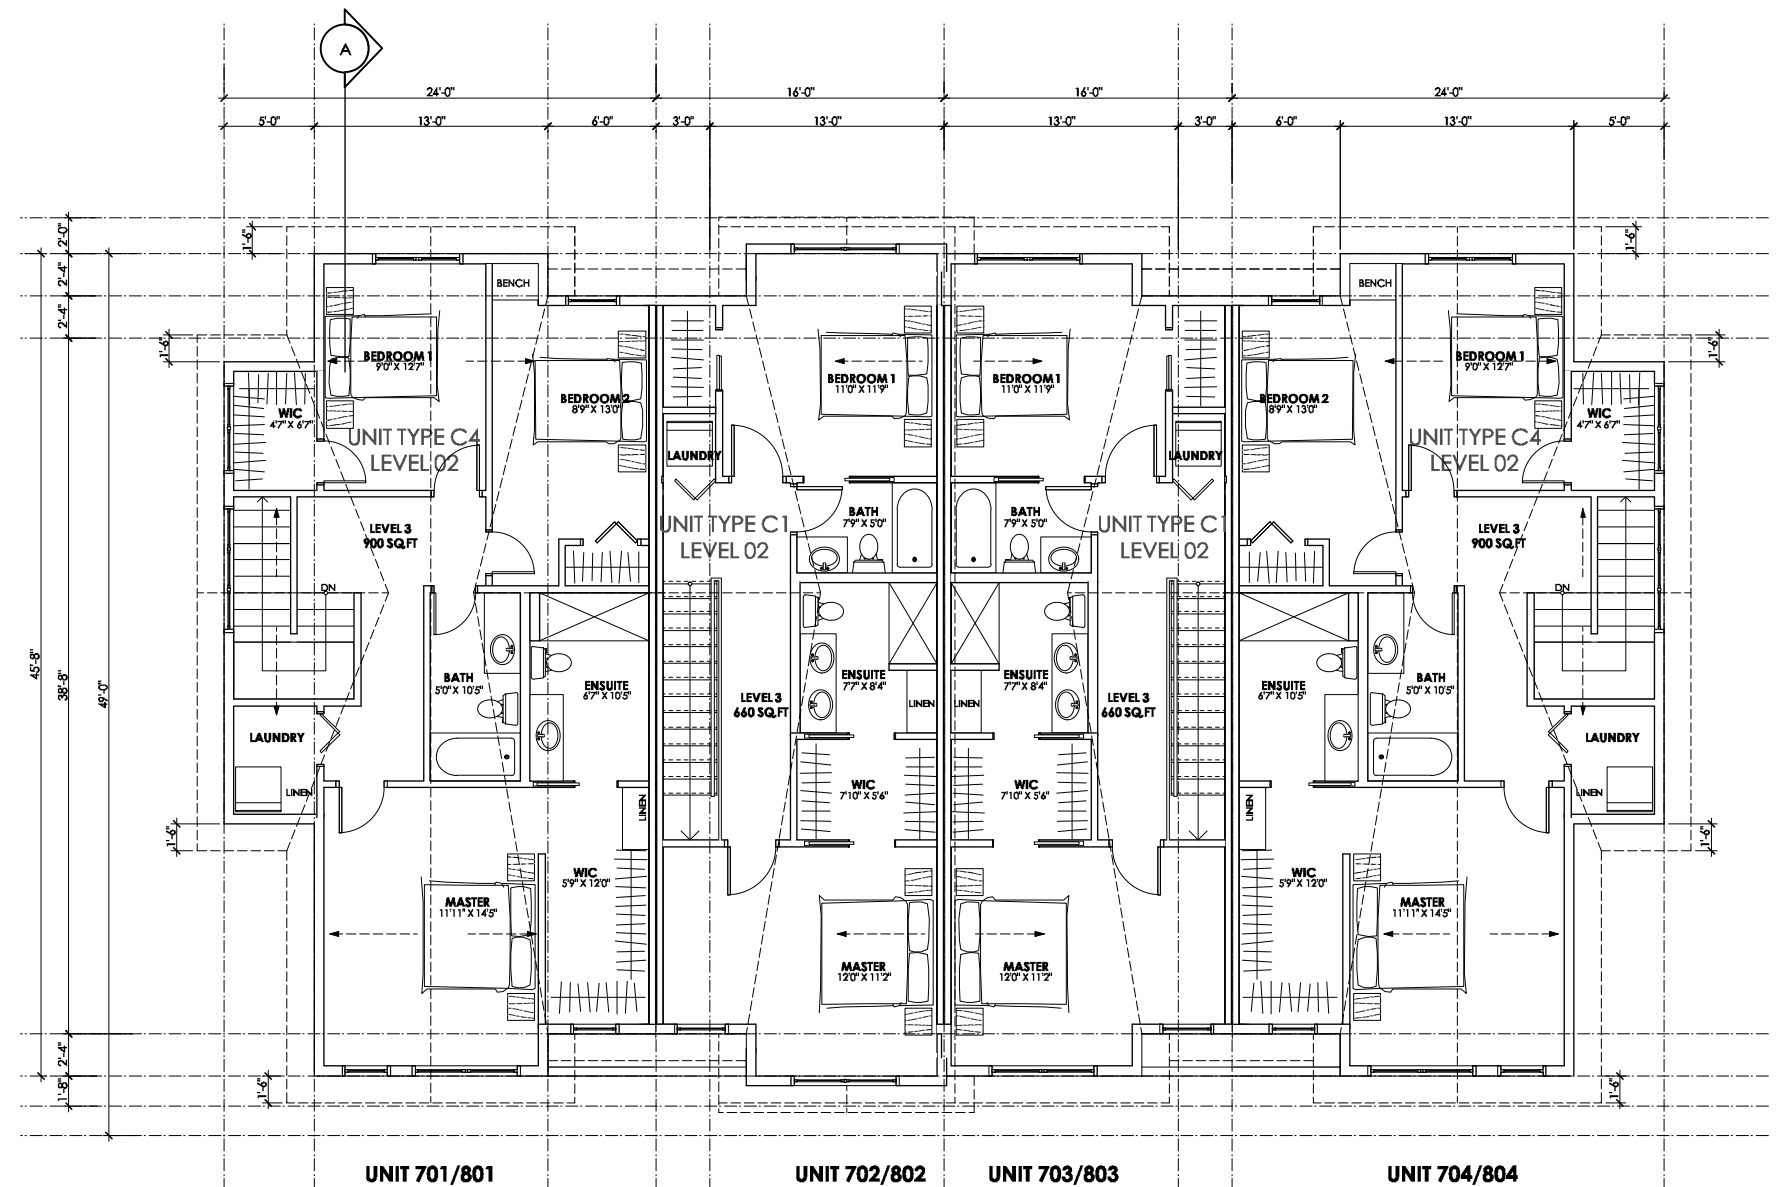 A
24'-0"
16'-0"
16'-0"
24'-0"
5'-0"
13'-0"
6'-0"
3'-0"
13'-0"
13'-0"
3'-0"
6'-0"
13'-0"
5'-0"
2'-0"
1'-6"
1'-6"
2'-4"
2'-4"
1'-6"
1'-6"
BENCH
BENCH
BEDROOM 1
9'0" X 12'7"
BEDROOM 2
8'9" X 13'0"
BEDROOM 1
11'0" X 11'9"
BEDROOM 1
11'0" X 11'9"
BEDROOM 2
8'9" X 13'0"
BEDROOM 1
9'0" X 12'7"
WIC
4'7" X 6'7"
WIC
4'7" X 6'7"
UNIT TYPE C4
LEVEL 02
UNIT TYPE C4
LEVEL 02
LAUNDRY
LAUNDRY
LEVEL 3
900 SQ.FT
UNIT TYPE C1
LEVEL 02
BATH
7'9" X 5'0"
BATH
7'9" X 5'0"
UNIT TYPE C1
LEVEL 02
LEVEL 3
900 SQ.FT
DN
DN
45'-8"
38'-8"
49'-0"
BATH
5'0" X 10'5"
ENSUITE
6'7" X 10'5"
LEVEL 3
660 SQ.FT
ENSUITE
7'7" X 8'4"
LINEN
LINEN
ENSUITE
7'7" X 8'4"
LEVEL 3
660 SQ.FT
ENSUITE
6'7" X 10'5"
BATH
5'0" X 10'5"
LAUNDRY
LAUNDRY
LINEN
LINEN
WIC
7'10" X 5'6"
WIC
7'10" X 5'6"
LINEN
LINEN
1'-6"
1'-6"
WIC
5'9" X 12'0"
WIC
5'9" X 12'0"
MASTER
11'11" X 14'5"
MASTER
11'11" X 14'5"
MASTER
12'0" X 11'2"
MASTER
12'0" X 11'2"
2'-4"
1'-8"
1'-6"
1'-6"
UNIT 701/801
UNIT 702/802
UNIT 703/803
UNIT 704/804